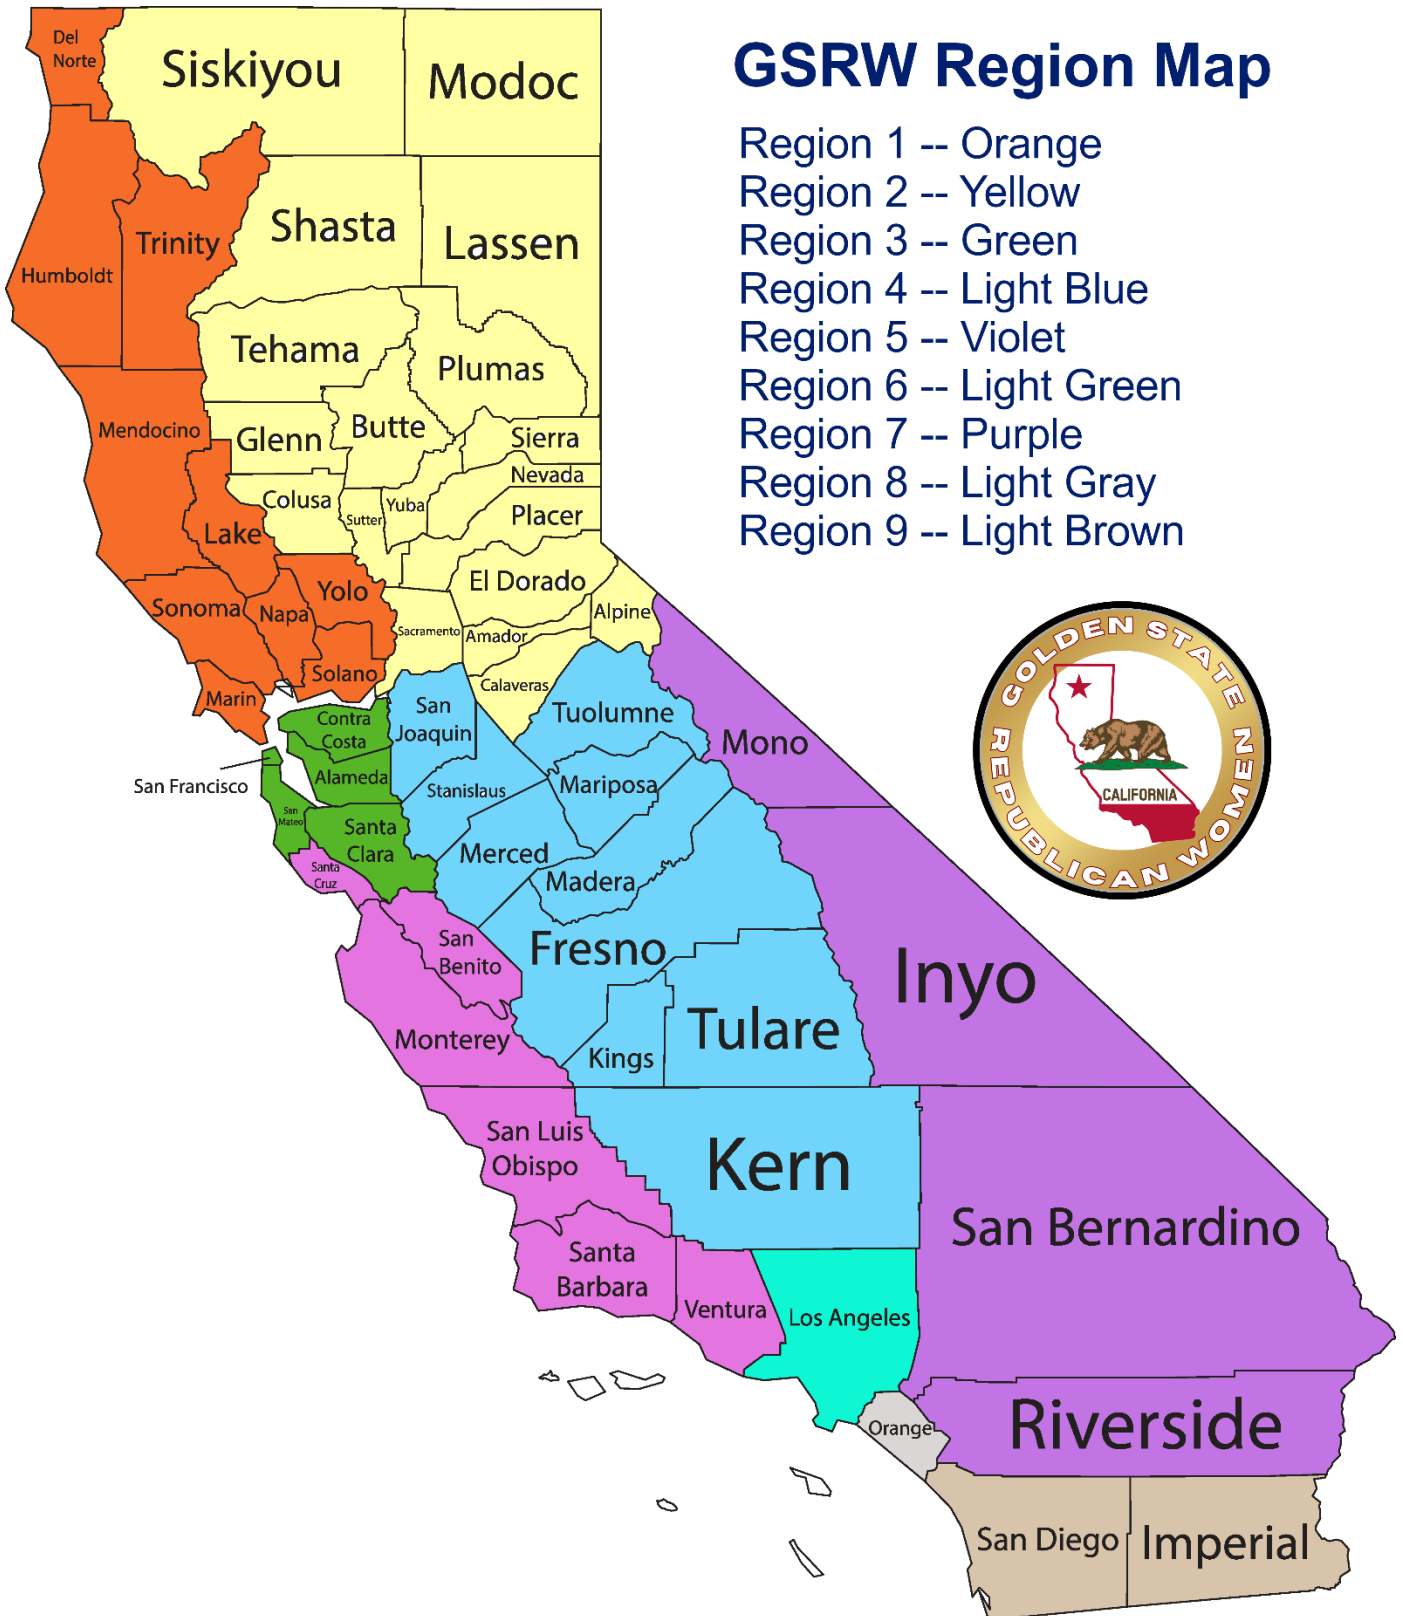 GSRW Region Map
Region 1 -- Orange
Region 2 -- Yellow
Region 3 -- Green
Region 4 -- Light Blue
Region 5 -- Violet
Region 6 -- Light Green
Region 7 -- Purple
Region 8 -- Light Gray
Region 9 -- Light Brown
Del
Norte
Siskiyou
Modoc
Humboldt
Trinity
Shasta
Lassen
Tehama
Plumas
Mendocino
Glenn
Butte
Sierra
Nevada
Colusa
Sutter
Yuba
Placer
Lake
El Dorado
Yolo
Sonoma
Napa
Alpine
Sacramento
Amador
Solano
Calaveras
Marin
Contra
Costa
San
Joaquin
Tuolumne
Mono
Alameda
San Francisco
Stanislaus
Mariposa
San
Mateo
Santa
Clara
Merced
Santa
Cruz
Madera
San
Benito
Fresno
Inyo
Monterey
Kings
Tulare
San Luis
Obispo
Kern
San Bernardino
Santa
Barbara
Ventura
Los Angeles
Orange
Riverside
San Diego
Imperial
GOLDEN STATE
REPUBLICAN WOMEN
CALIFORNIA